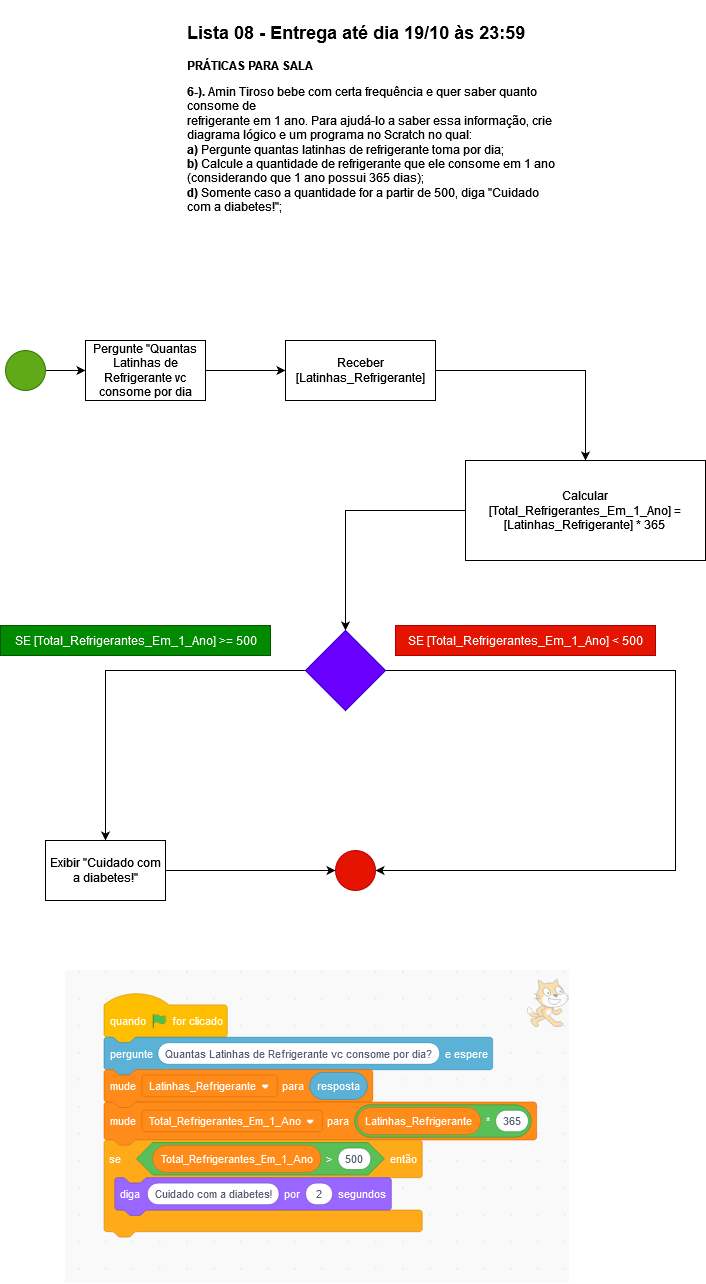 Lista 08 - Entrega até dia 19/10 às 23:59
PRÁTICAS PARA SALA
6-). Amin Tiroso bebe com certa frequência e quer saber quanto
consome de
refrigerante em 1 ano. Para ajudá-lo a saber essa informação, crie
diagrama lógico e um programa no Scratch no qual:
a) Pergunte quantas latinhas de refrigerante toma por dia;
b) Calcule a quantidade de refrigerante que ele consome em 1 ano
(considerando que 1 ano possui 365 dias);
d) Somente caso a quantidade for a partir de 500, diga "Cuidado
com a diabetes!";
Pergunte "Quantas
Latinhas de
Refrigerante vc
consome por dia
Receber
[Latinhas_Refrigerante]
Calcular
[Total_Refrigerantes_Em_1_Ano] =
[Latinhas_Refrigerante] * 365
SE [Total_Refrigerantes_Em_1_Ano] >= 500
SE [Total_Refrigerantes_Em_1_Ano] < 500
Exibir "Cuidado com
a diabetes!"
quando for clicado
pergunte Quantas Latinhas de Refrigerante vc consome por dia? e espere
mude Latinhas_Refrigerante para resposta
mude Total_Refrigerantes_Em_1_Ano para Latinhas_Refrigerante * 365
se Total_Refrigerantes_Em_1_Ano > 500 então
diga Cuidado com a diabetes! por 2 segundos